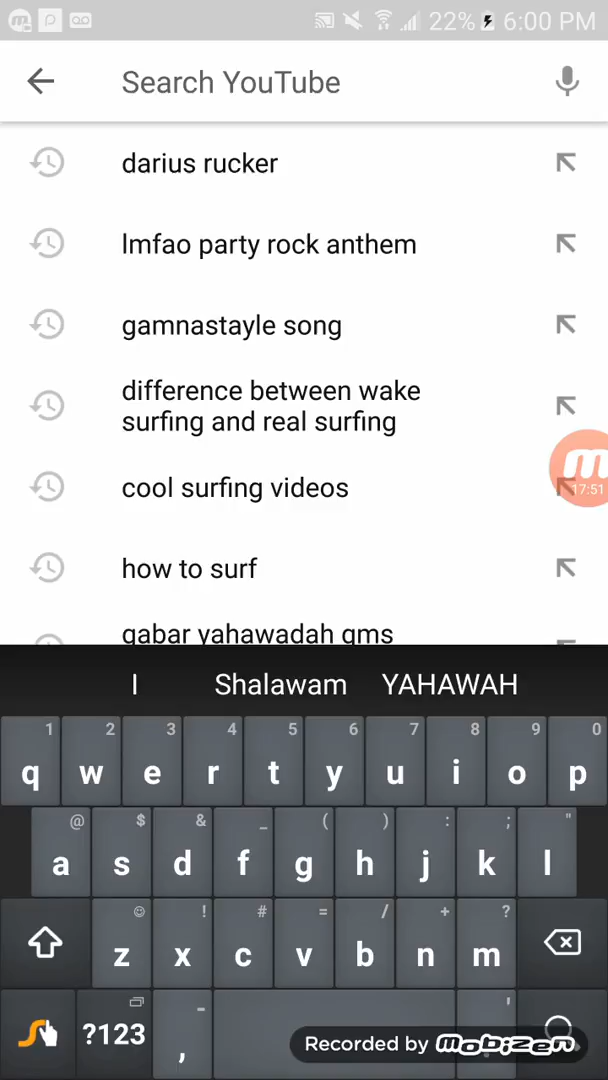 22% 6:00 PM
Search YouTube
darius rucker
lmfao party rock anthem
gamnastayle song
difference between wake
surfing and real surfing
cool surfing videos
17:51
how to surf
gabar yahawadah gms
I Shalawam YAHAWAH
1 2 3 4 5 6 7 8 9 0
q w e r t y u i o p
@ $ & _ ( ) : ; "
a s d f g h j k l
! # = / + ?
z x c v b n m
?123 , - '
Recorded by mobizen